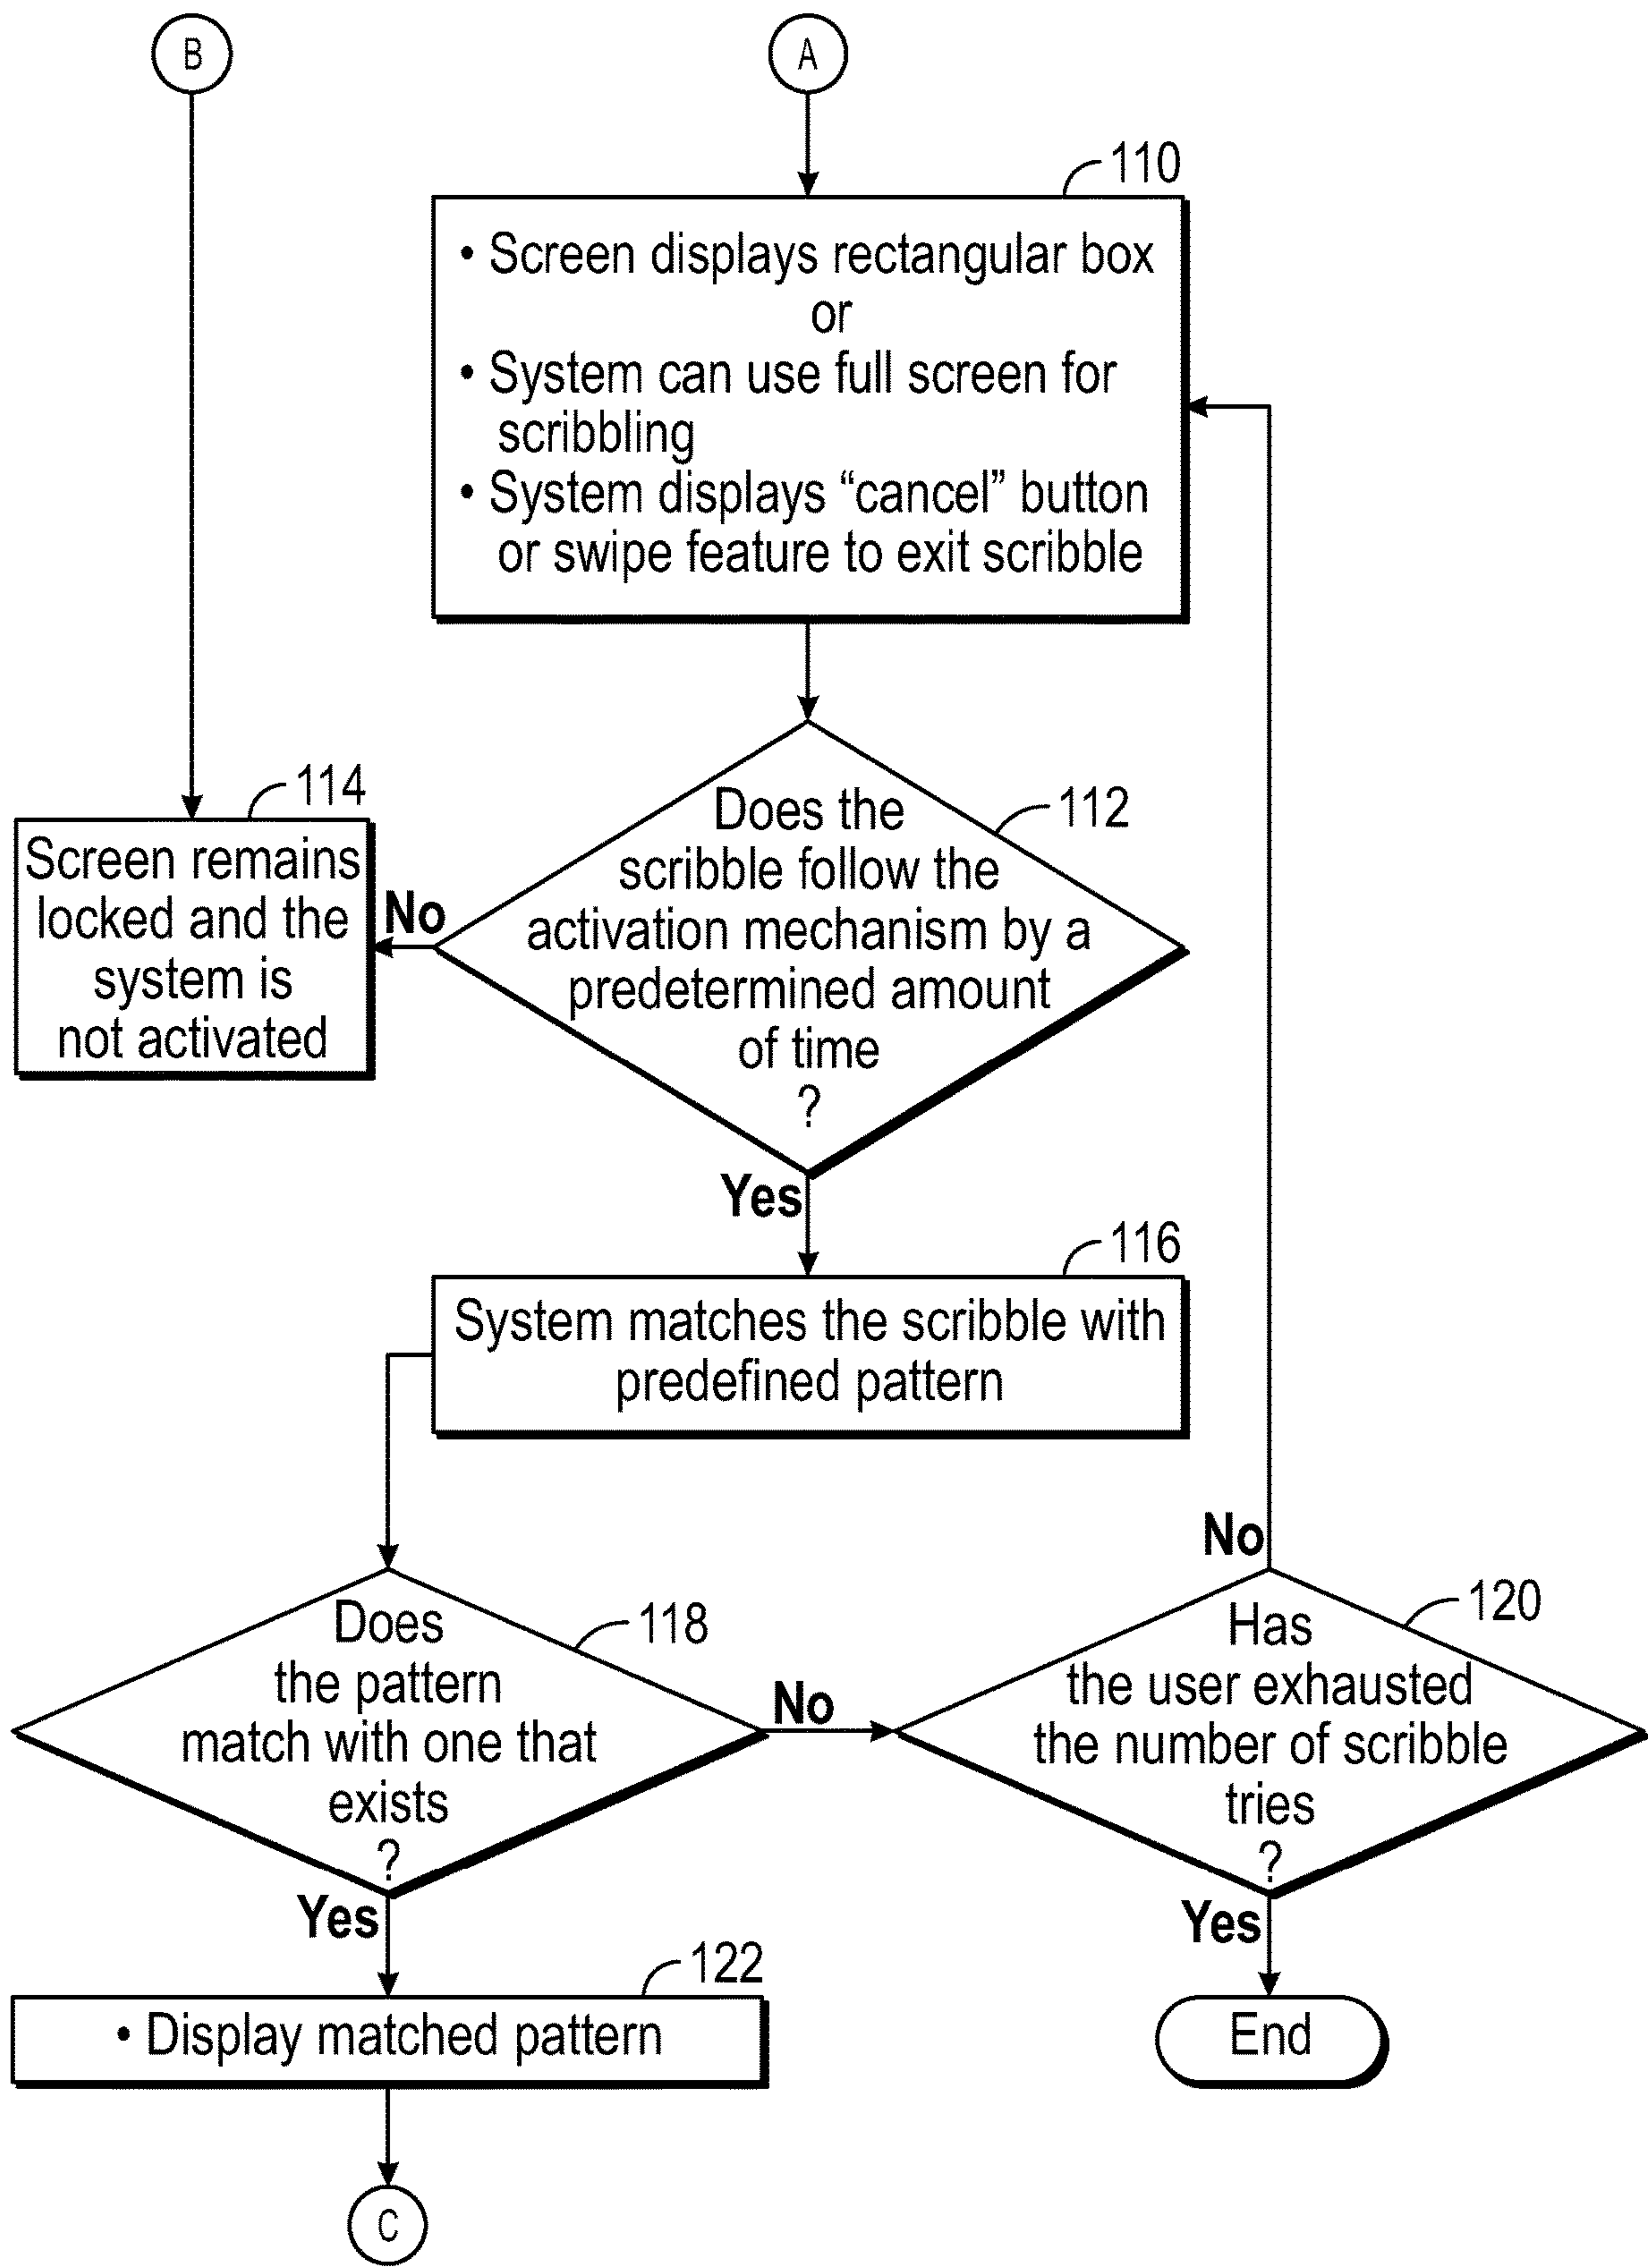 B
A
110
• Screen displays rectangular box
or
• System can use full screen for
scribbling
• System displays “cancel” button
or swipe feature to exit scribble
114
Screen remains
locked and the
system is
not activated
No
112
Does the
scribble follow the
activation mechanism by a
predetermined amount
of time
?
Yes
116
System matches the scribble with
predefined pattern
118
Does
the pattern
match with one that
exists
?
No
No
120
Has
the user exhausted
the number of scribble
tries
?
Yes
Yes
122
• Display matched pattern
End
C